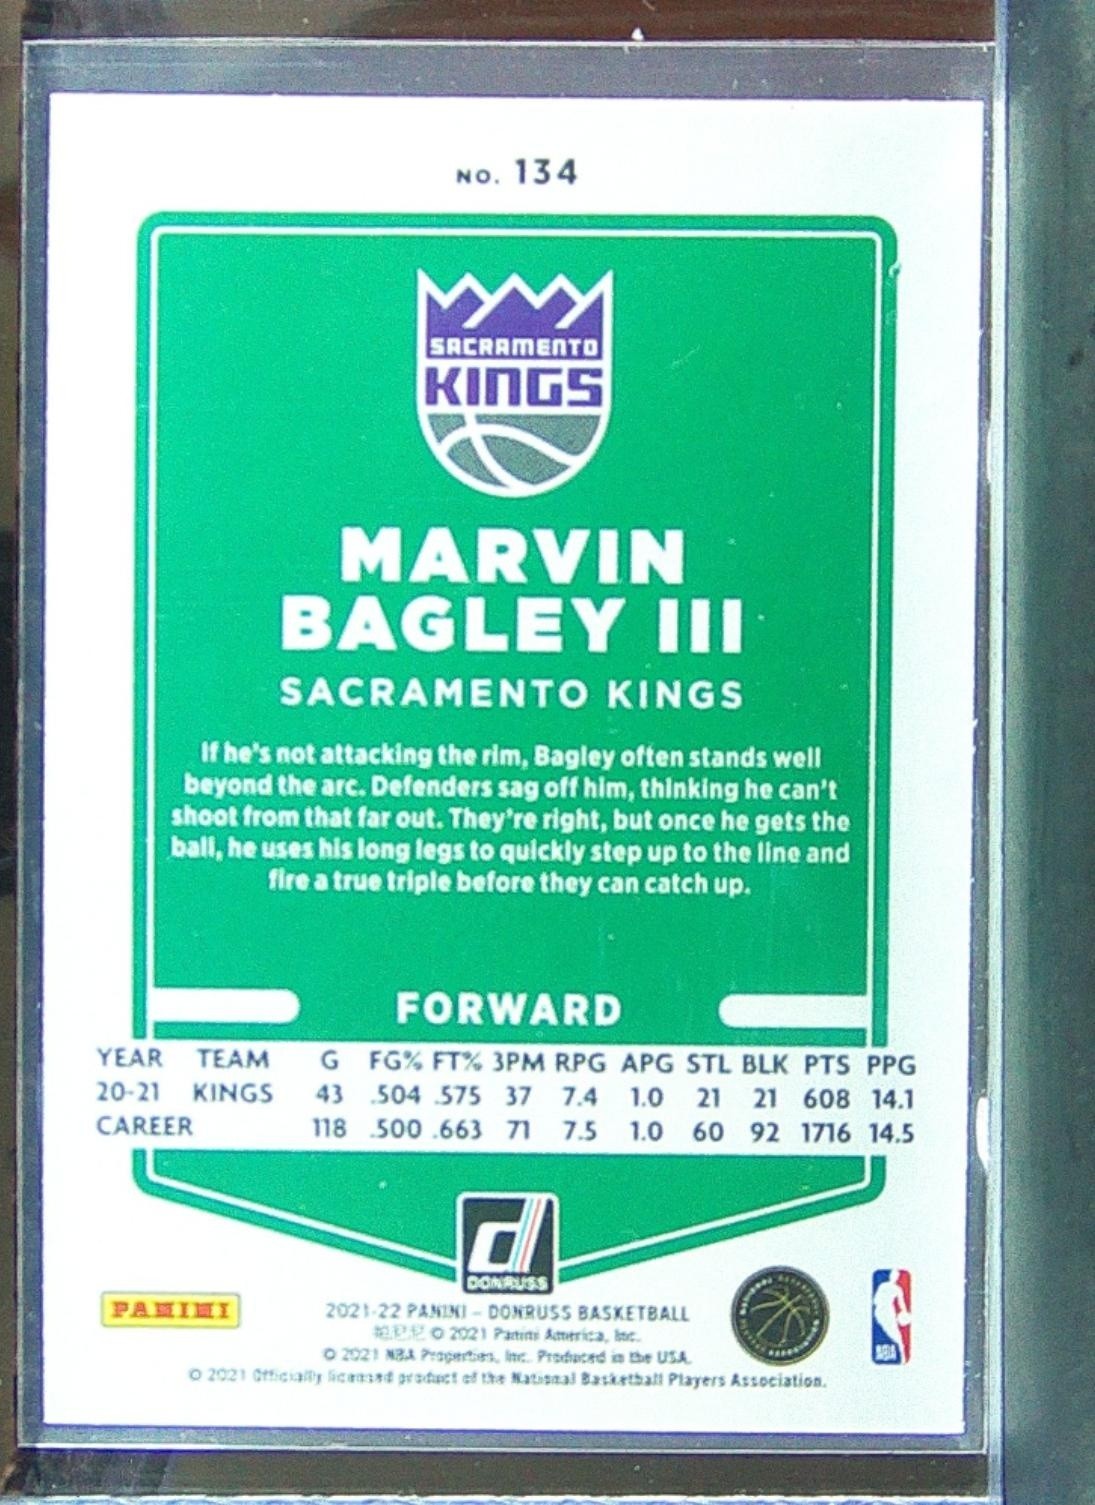 NO. 134
SACRAMENTO
KINGS
MARVIN
BAGLEY III
SACRAMENTO KINGS
If he's not attacking the rim, Bagley often stands well
beyond the arc. Defenders sag off him, thinking he can't
shoot from that far out. They're right, but once he gets the
ball, he uses his long legs to quickly step up to the line and
fire a true triple before they can catch up.
FORWARD
YEAR TEAM G FG% FT% 3PM RPG APG STL BLK PTS PPG
20-21 KINGS 43 .504 .575 37 7.4 1.0 21 21 608 14.1
CAREER 118 .500 .663 71 7.5 1.0 60 92 1716 14.5
d
DONRUSS
PANINI
2021-22 PANINI – DONRUSS BASKETBALL
帕尼尼 © 2021 Panini America, Inc.
© 2021 NBA Properties, Inc. Produced in the USA.
© 2021 Officially licensed product of the National Basketball Players Association.
NBA